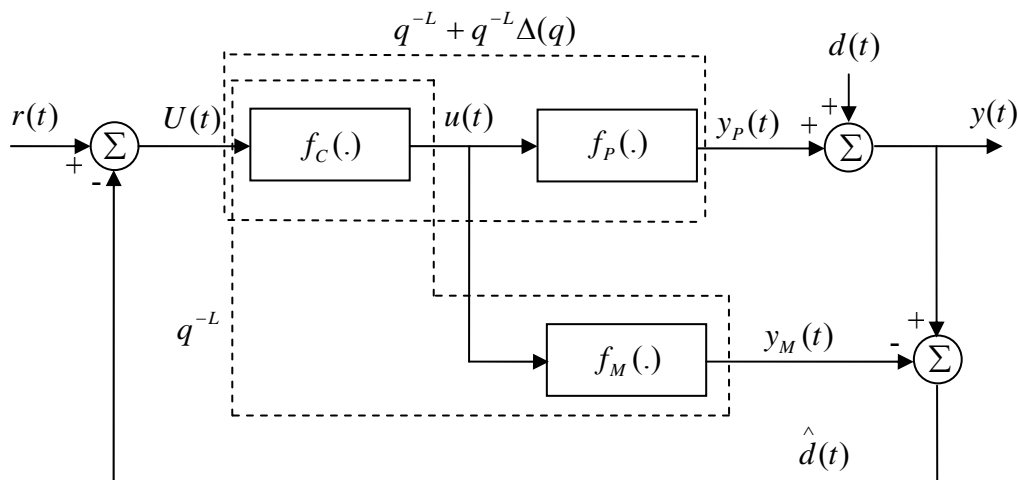 q^{-L} + q^{-L}Δ(q)
d(t)
r(t)
+
-
Σ
U(t)
f_C(.)
u(t)
f_P(.)
y_P(t)
+
+
Σ
y(t)
q^{-L}
f_M(.)
y_M(t)
+
-
Σ
\hat{d}(t)